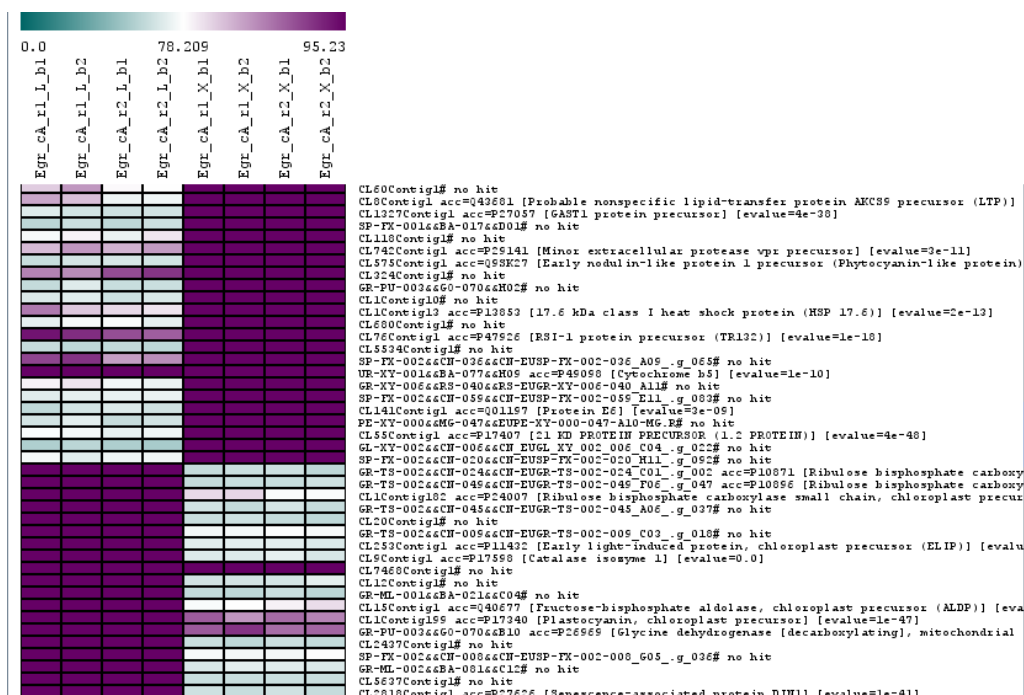 0.0 78.209 95.23
Egr_cA_r1_L_b1
Egr_cA_r1_L_b2
Egr_cA_r2_L_b1
Egr_cA_r2_L_b2
Egr_cA_r1_X_b1
Egr_cA_r1_X_b2
Egr_cA_r2_X_b1
Egr_cA_r2_X_b2
CL60Contig1# no hit
CL8Contig1 acc=Q43681 [Probable nonspecific lipid-transfer protein AKCS9 precursor (LTP)]
CL1327Contig1 acc=P27057 [GAST1 protein precursor] [evalue=4e-38]
SP-FX-001&&BA-017&&D01# no hit
CL118Contig1# no hit
CL742Contig1 acc=P29141 [Minor extracellular protease vpr precursor] [evalue=3e-11]
CL575Contig1 acc=Q9SK27 [Early nodulin-like protein 1 precursor (Phytocyanin-like protein)
CL324Contig1# no hit
GR-PU-003&&G0-070&&H02# no hit
CL1Contig10# no hit
CL1Contig13 acc=P13853 [17.6 kDa class I heat shock protein (HSP 17.6)] [evalue=2e-13]
CL680Contig1# no hit
CL76Contig1 acc=P47926 [RSI-1 protein precursor (TR132)] [evalue=1e-18]
CL5534Contig1# no hit
SP-FX-002&&CN-036&&CN-EUSP-FX-002-036_A09_.g_065# no hit
UR-XY-001&&BA-077&&H09 acc=P49098 [Cytochrome b5] [evalue=1e-10]
GR-XY-006&&RS-040&&RS-EUGR-XY-006-040_A11# no hit
SP-FX-002&&CN-059&&CN-EUSP-FX-002-059_E11_.g_083# no hit
CL141Contig1 acc=Q01197 [Protein E6] [evalue=3e-09]
PE-XY-000&&MG-047&&EUPE-XY-000-047-A10-MG.R# no hit
CL55Contig1 acc=P17407 [21 KD PROTEIN PRECURSOR (1.2 PROTEIN)] [evalue=4e-48]
GL-XY-002&&CN-006&&CN_EUGL_XY_002_006_C04_.g_022# no hit
SP-FX-002&&CN-020&&CN_EUSP-FX-002_020_H11_.g_092# no hit
GR-TS-002&&CN-024&&CN-EUGR-TS-002-024_C01_.g_002 acc=P10871 [Ribulose bisphosphate carboxy
GR-TS-002&&CN-049&&CN-EUGR-TS-002-049_F06_.g_047 acc=P10896 [Ribulose bisphosphate carboxy
CL1Contig182 acc=P24007 [Ribulose bisphosphate carboxylase small chain, chloroplast precur
GR-TS-002&&CN-045&&CN-EUGR-TS-002-045_A06_.g_037# no hit
CL20Contig1# no hit
GR-TS-002&&CN-009&&CN-EUGR-TS-002-009_C03_.g_018# no hit
CL253Contig1 acc=P11432 [Early light-induced protein, chloroplast precursor (ELIP)] [evalu
CL9Contig1 acc=P17598 [Catalase isozyme 1] [evalue=0.0]
CL7468Contig1# no hit
CL12Contig1# no hit
GR-ML-001&&BA-021&&C04# no hit
CL15Contig1 acc=Q40677 [Fructose-bisphosphate aldolase, chloroplast precursor (ALDP)] [eva
CL1Contig199 acc=P17340 [Plastocyanin, chloroplast precursor] [evalue=1e-47]
GR-PU-003&&G0-070&&B10 acc=P26969 [Glycine dehydrogenase [decarboxylating], mitochondrial
CL2437Contig1# no hit
SP-FX-002&&CN-008&&CN-EUSP-FX-002-008_G05_.g_036# no hit
GR-ML-002&&BA-081&&C12# no hit
CL5637Contig1# no hit
CL2818Contig1 acc=P27626 [Senescence-associated protein DIN1] [evalue=1e-41]